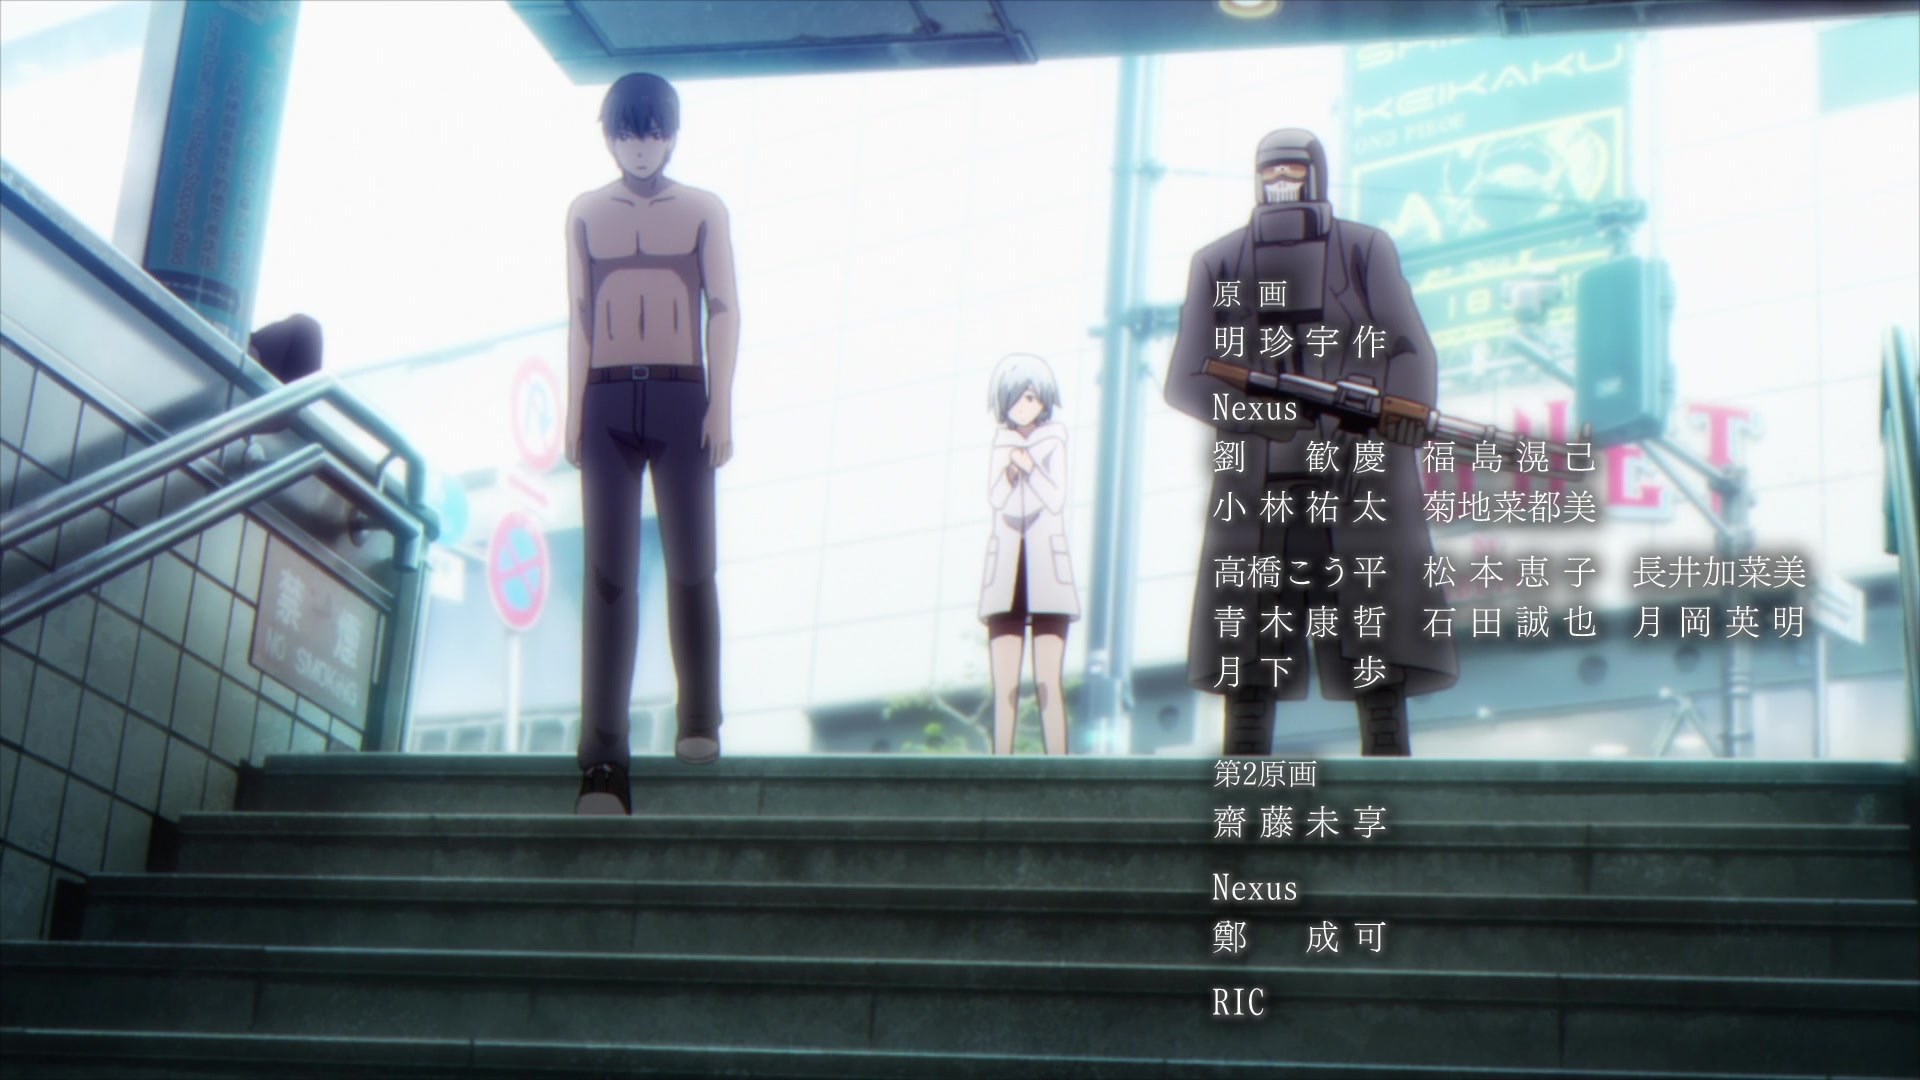 SHIBUYA
KEIKAKU
禁煙
NO SMOKING
原画
明珍宇作
Nexus
劉 歓慶 福島滉己
小林祐太 菊地菜都美
高橋こう平 松本恵子 長井加菜美
青木康哲 石田誠也 月岡英明
月下 歩
第2原画
齋藤未享
Nexus
鄭 成可
RIC